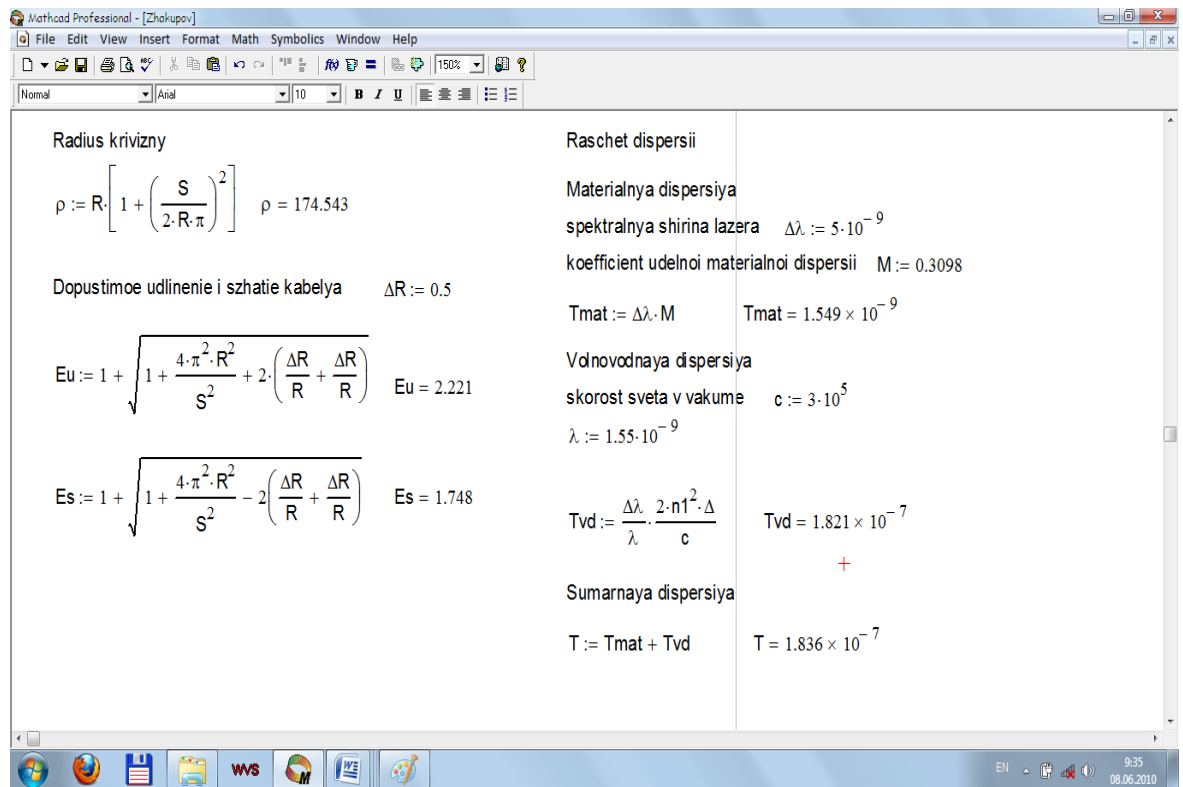 Mathcad Professional - [Zhakupov]
File Edit View Insert Format Math Symbolics Window Help
150%
Normal Arial 10 B I U
Radius krivizny
ρ := R·[1 + (S / (2·R·π))^2] ρ = 174.543
Dopustimoe udlinenie i szhatie kabelya ΔR := 0.5
Eu := 1 + √(1 + (4·π^2·R^2)/S^2 + 2·(ΔR/R + ΔR/R)) Eu = 2.221
Es := 1 + √(1 + (4·π^2·R^2)/S^2 − 2(ΔR/R + ΔR/R)) Es = 1.748
Raschet dispersii
Materialnya dispersiya
spektralnya shirina lazera Δλ := 5·10^−9
koefficient udelnoi materialnoi dispersii M := 0.3098
Tmat := Δλ·M Tmat = 1.549 × 10^−9
Volnovodnaya dispersiya
skorost sveta v vakume c := 3·10^5
λ := 1.55·10^−9
Tvd := Δλ/λ · (2·n1^2·Δ)/c Tvd = 1.821 × 10^−7
Sumarnaya dispersiya
T := Tmat + Tvd T = 1.836 × 10^−7
WVS
EN 9:35
08.06.2010